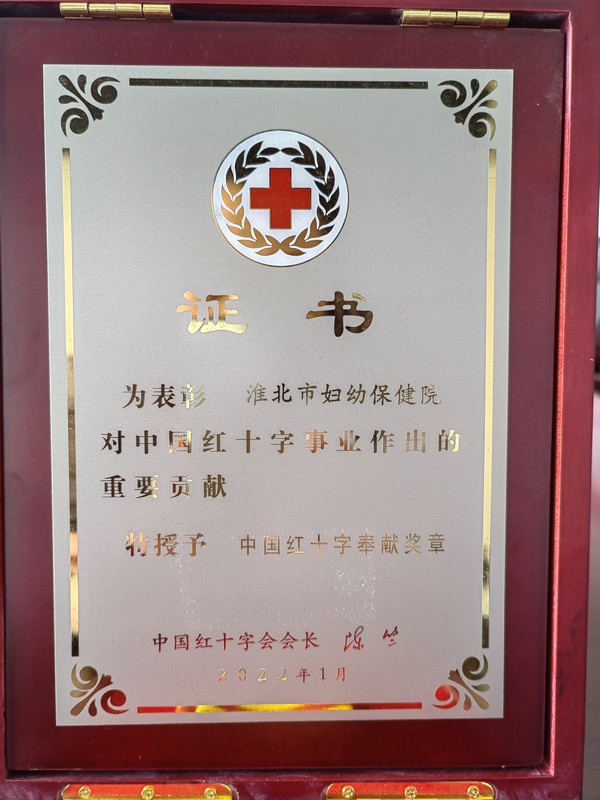 证书
为表彰 淮北市妇幼保健院
对中国红十字事业作出的
重要贡献
特授予 中国红十字奉献奖章
中国红十字会会长 陈竺
2022年1月